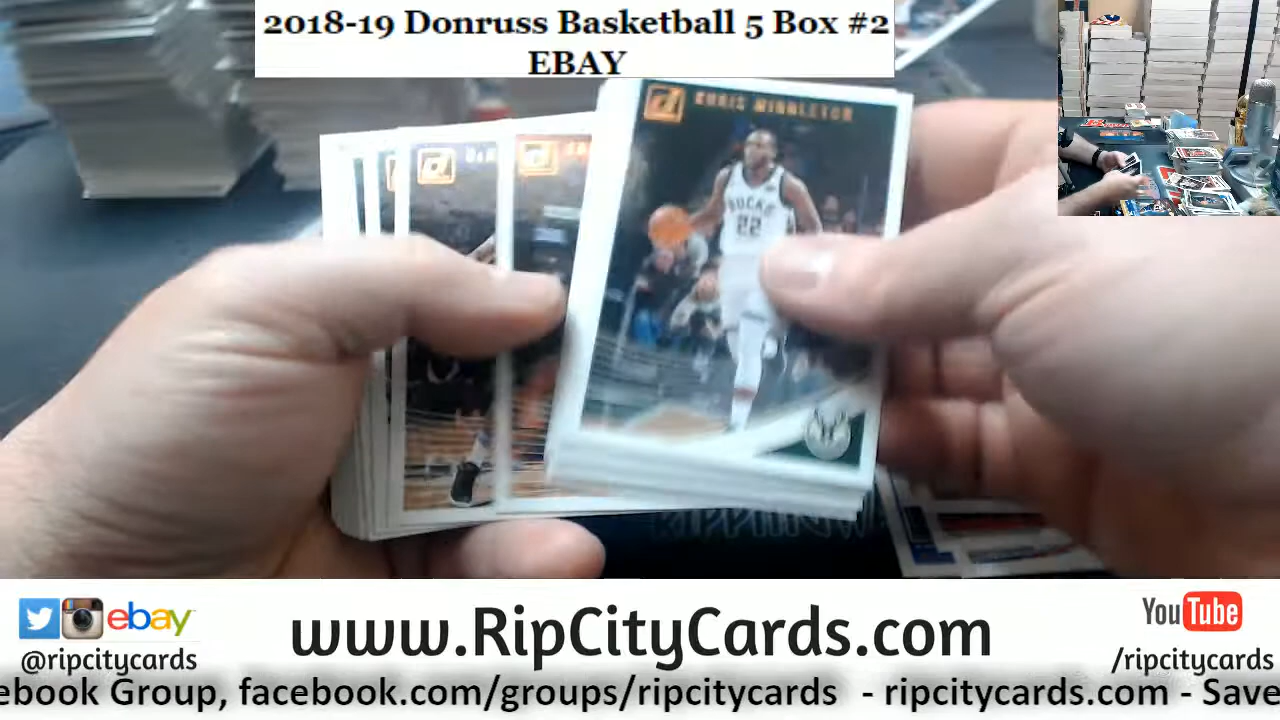 2018-19 Donruss Basketball 5 Box #2
EBAY
KHRIS MIDDLETON
BUCKS
22
ebay
@ripcitycards
www.RipCityCards.com
YouTube
/ripcitycards
ebook Group, facebook.com/groups/ripcitycards - ripcitycards.com - Save